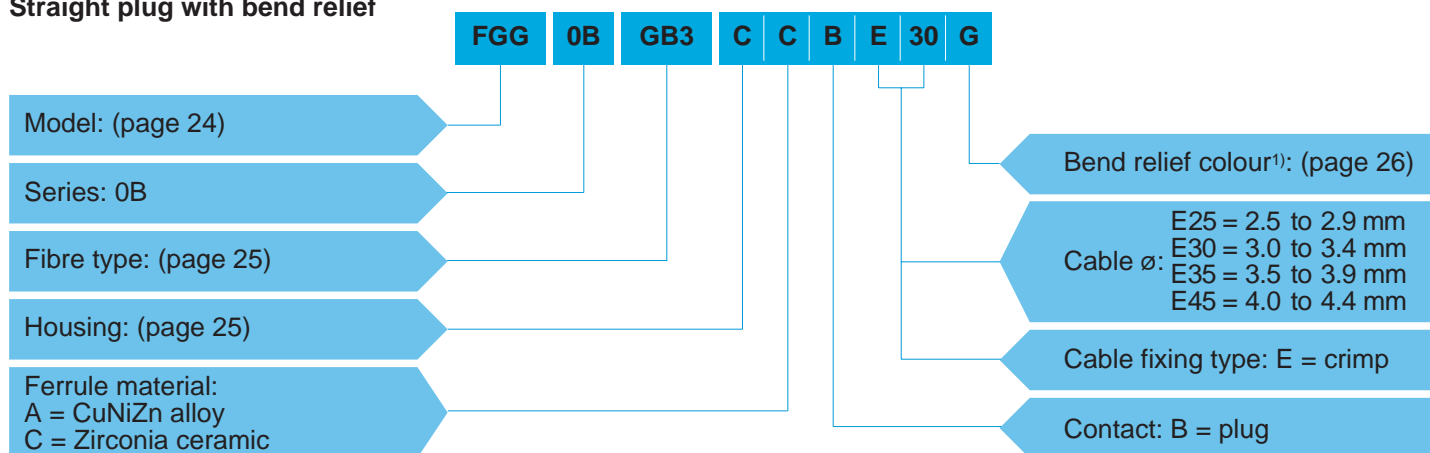 Straight plug with bend relief
FGG 0B GB3 C C B E 30 G
Model: (page 24)
Series: 0B
Fibre type: (page 25)
Housing: (page 25)
Ferrule material:
A = CuNiZn alloy
C = Zirconia ceramic
Bend relief colour1): (page 26)
Cable ø:
E25 = 2.5 to 2.9 mm
E30 = 3.0 to 3.4 mm
E35 = 3.5 to 3.9 mm
E45 = 4.0 to 4.4 mm
Cable fixing type: E = crimp
Contact: B = plug